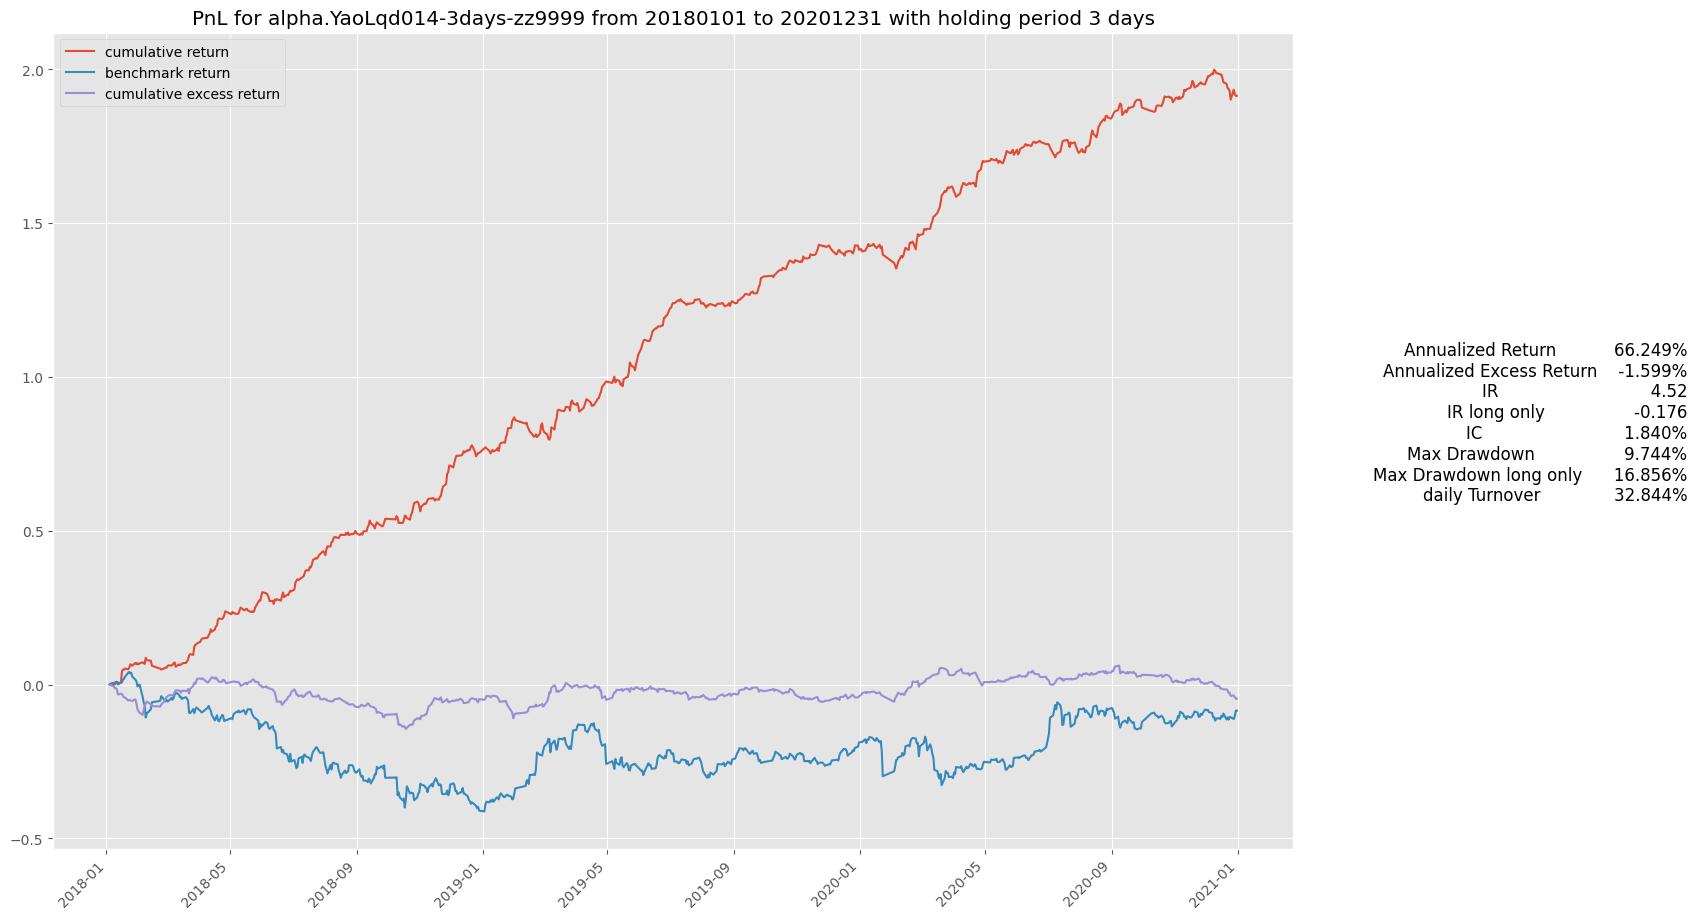 PnL for alpha.YaoLqd014-3days-zz9999 from 20180101 to 20201231 with holding period 3 days
cumulative return
benchmark return
cumulative excess return
2.0
1.5
1.0
0.5
0.0
−0.5
2018-01
2018-05
2018-09
2019-01
2019-05
2019-09
2020-01
2020-05
2020-09
2021-01
Annualized Return 66.249%
Annualized Excess Return -1.599%
IR 4.52
IR long only -0.176
IC 1.840%
Max Drawdown 9.744%
Max Drawdown long only 16.856%
daily Turnover 32.844%